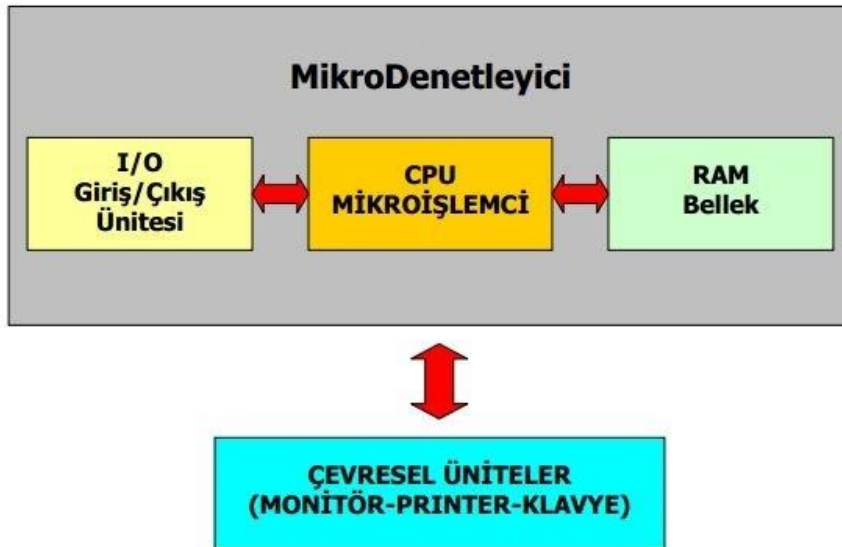 MikroDenetleyici
I/O
Giriş/Çıkış
Ünitesi
CPU
MİKROİŞLEMCİ
RAM
Bellek
ÇEVRESEL ÜNİTELER
(MONİTÖR-PRINTER-KLAVYE)